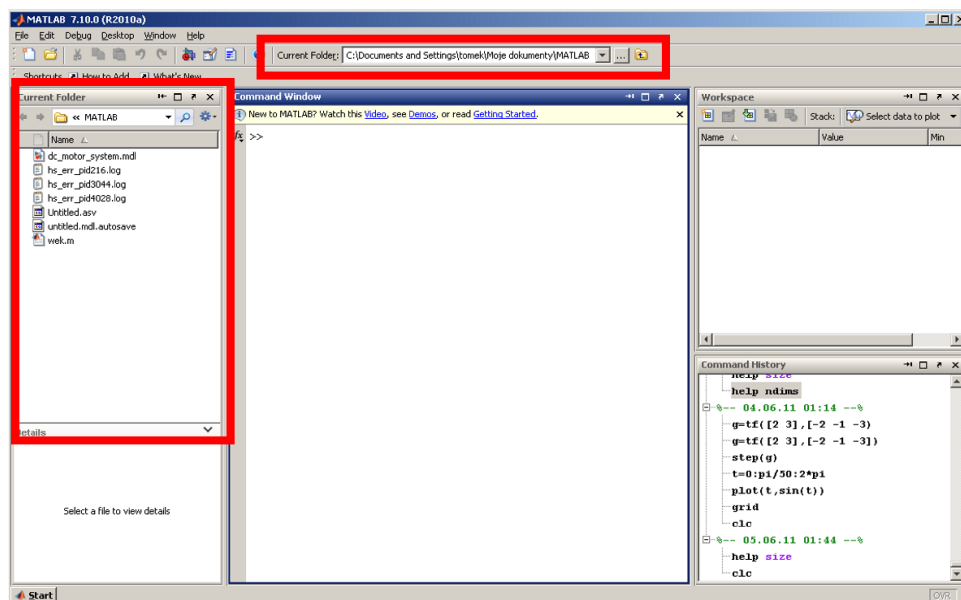 MATLAB 7.10.0 (R2010a)
File Edit Debug Desktop Window Help
Current Folder: C:\Documents and Settings\tomek\Moje dokumenty\MATLAB ...
Shortcuts How to Add What's New
Current Folder
« MATLAB
Name
dc_motor_system.mdl
hs_err_pid216.log
hs_err_pid3044.log
hs_err_pid4028.log
Untitled.asv
untitled.mdl.autosave
wek.m
Details
Select a file to view details
Command Window
New to MATLAB? Watch this Video, see Demos, or read Getting Started.
fx >>
Workspace
Stack: Select data to plot
Name Value Min
Command History
help size
help ndims
%-- 04.06.11 01:14 --%
g=tf([2 3],[-2 -1 -3)
g=tf([2 3],[-2 -1 -3])
step(g)
t=0:pi/50:2*pi
plot(t,sin(t))
grid
clc
%-- 05.06.11 01:44 --%
help size
clc
Start
OVR